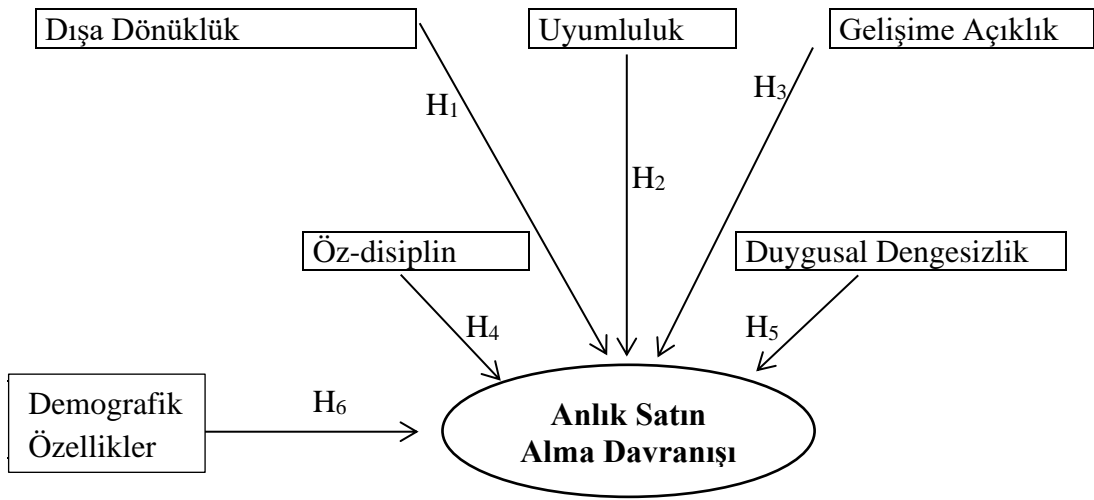 Dışa Dönüklük
Uyumluluk
Gelişime Açıklık
H1
H3
H2
Öz-disiplin
Duygusal Dengesizlik
H4
H5
Demografik
Özellikler
H6
Anlık Satın
Alma Davranışı